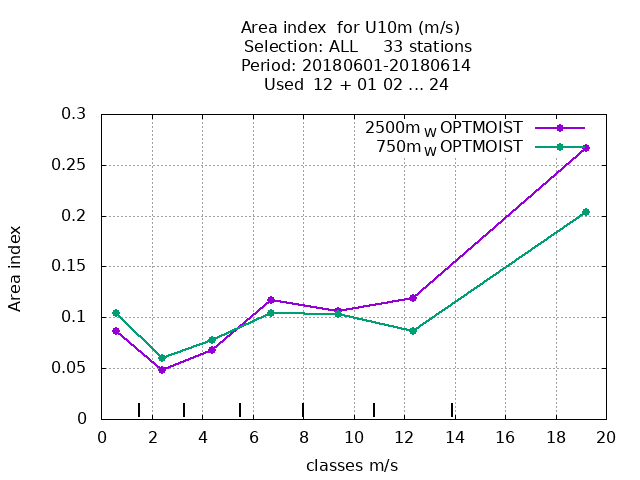 Area index  for U10m (m/s)
Selection: ALL     33 stations
Period: 20180601-20180614
Used  12 + 01 02 ... 24
2500m W OPTMOIST
750m W OPTMOIST
0.3
0.25
0.2
0.15
0.1
0.05
0
Area index
0 2 4 6 8 10 12 14 16 18 20
classes m/s